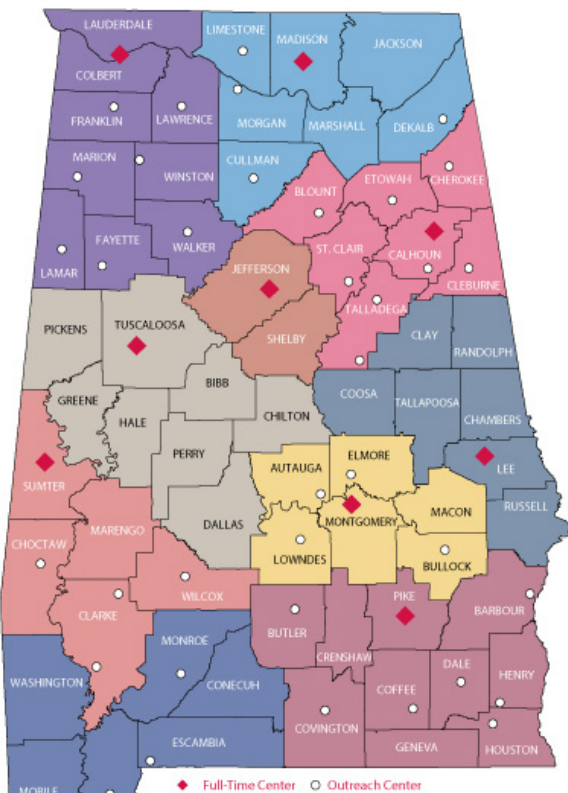 LAUDERDALE
LIMESTONE
MADISON
JACKSON
COLBERT
FRANKLIN
LAWRENCE
MORGAN
MARSHALL
DEKALB
MARION
WINSTON
CULLMAN
BLOUNT
ETOWAH
CHEROKEE
LAMAR
FAYETTE
WALKER
JEFFERSON
ST. CLAIR
CALHOUN
CLEBURNE
TALLADEGA
PICKENS
TUSCALOOSA
SHELBY
CLAY
RANDOLPH
GREENE
HALE
BIBB
CHILTON
COOSA
TALLAPOOSA
CHAMBERS
SUMTER
PERRY
AUTAUGA
ELMORE
LEE
MARENGO
DALLAS
MONTGOMERY
MACON
RUSSELL
CHOCTAW
LOWNDES
BULLOCK
WILCOX
CLARKE
PIKE
BARBOUR
BUTLER
CRENSHAW
MONROE
WASHINGTON
CONECUH
COFFEE
DALE
HENRY
COVINGTON
ESCAMBIA
GENEVA
HOUSTON
MOBILE
Full-Time Center
Outreach Center